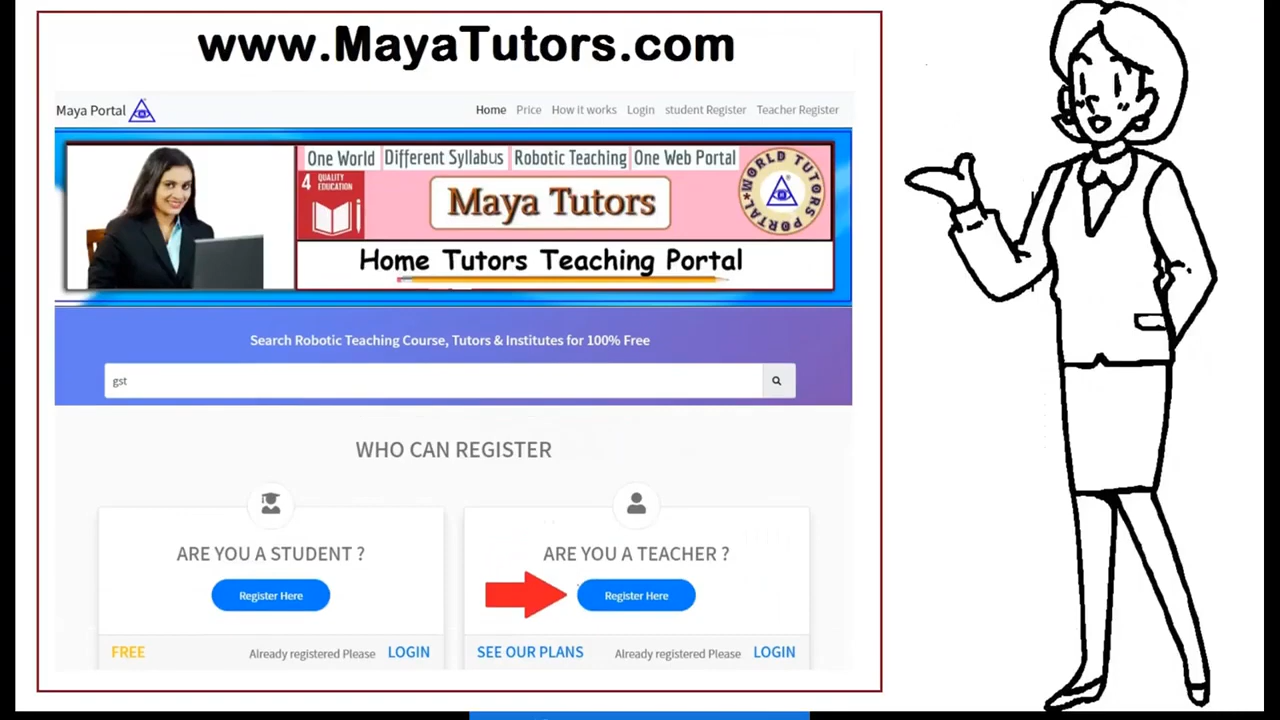 www.MayaTutors.com
Maya Portal
Home Price How it works Login student Register Teacher Register
One World Different Syllabus Robotic Teaching One Web Portal
4 QUALITY
EDUCATION
Maya Tutors
WORLD TUTORS PORTAL
Home Tutors Teaching Portal
Search Robotic Teaching Course, Tutors & Institutes for 100% Free
gst
WHO CAN REGISTER
ARE YOU A STUDENT ?
Register Here
FREE Already registered Please LOGIN
ARE YOU A TEACHER ?
Register Here
SEE OUR PLANS Already registered Please LOGIN